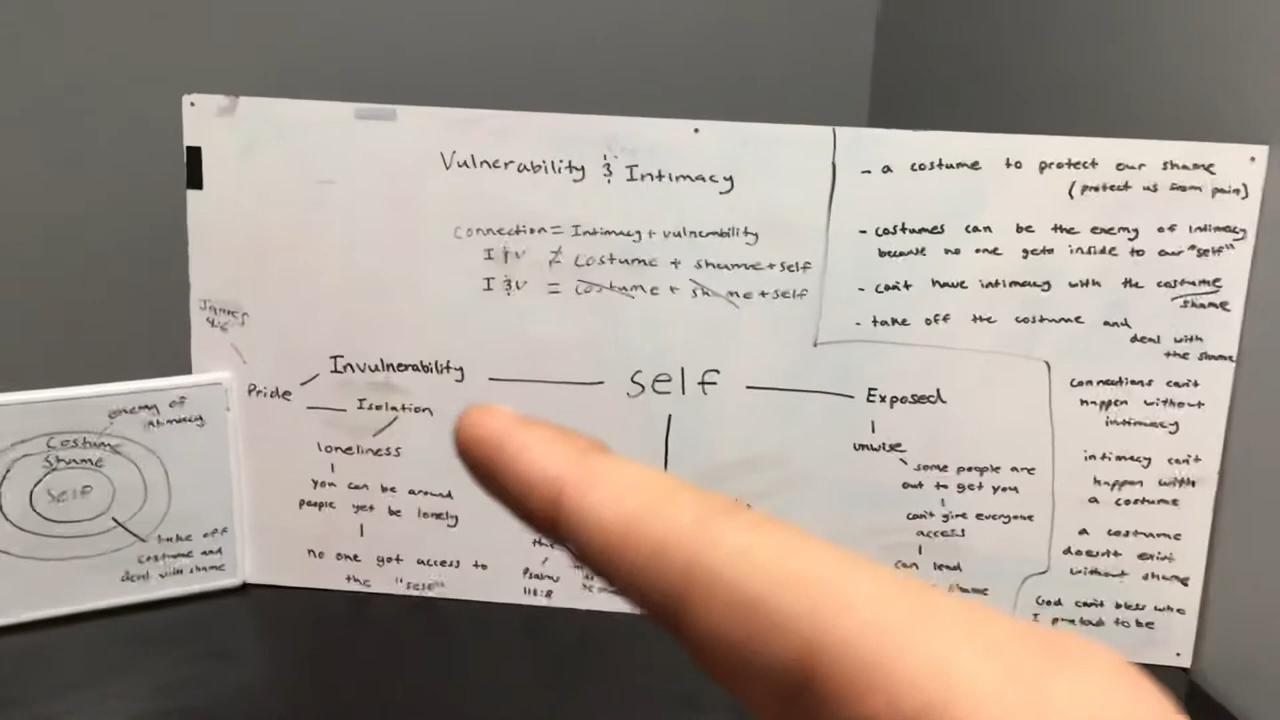 Vulnerability & Intimacy
connection = Intimacy + vulnerability
I + V ≠ costume + shame + self
I & V = costume + shame + self
- a costume to protect our shame
(protect us from pain)
- costumes can be the enemy of intimacy
because no one gets inside to our "self"
- can't have intimacy with the costume
shame
- take off the costume and
deal with
the shame
James
Pride
Invulnerability
Isolation
loneliness
you can be around
people yet be lonely
no one got access to
the "self"
self
the
Psalms
118:8
Exposed
unwise
some people are
out to get you
can't give everyone
access
can lead
shame
connections can't
happen without
intimacy
intimacy can't
happen with
a costume
a costume
doesn't exist
without shame
God can't bless who
I pretend to be
enemy of
intimacy
Costume
Shame
Self
take off
costume and
deal with shame